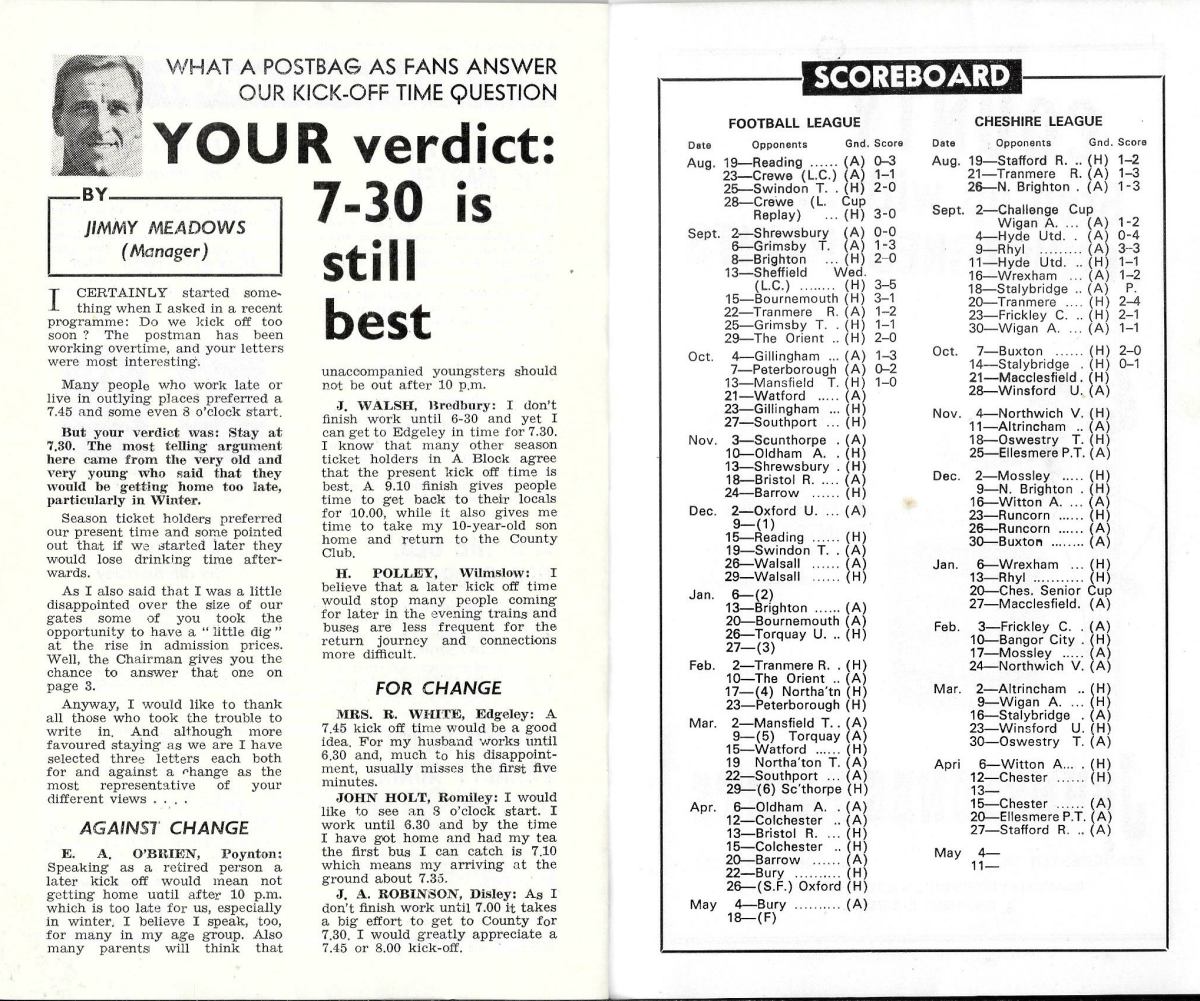 WHAT A POSTBAG AS FANS ANSWER
OUR KICK-OFF TIME QUESTION
YOUR verdict:
7-30 is
still
best
BY
JIMMY MEADOWS
(Manager)
I CERTAINLY started some-
thing when I asked in a recent
programme: Do we kick off too
soon ? The postman has been
working overtime, and your letters
were most interesting.
Many people who work late or
live in outlying places preferred a
7.45 and some even 8 o'clock start.
But your verdict was: Stay at
7.30. The most telling argument
here came from the very old and
very young who said that they
would be getting home too late,
particularly in Winter.
Season ticket holders preferred
our present time and some pointed
out that if we started later they
would lose drinking time after-
wards.
As I also said that I was a little
disappointed over the size of our
gates some of you took the
opportunity to have a " little dig "
at the rise in admission prices.
Well, the Chairman gives you the
chance to answer that one on
page 3.
Anyway, I would like to thank
all those who took the trouble to
write in. And although more
favoured staying as we are I have
selected three letters each both
for and against a change as the
most representative of your
different views . . . .
AGAINST CHANGE
E. A. O'BRIEN, Poynton:
Speaking as a retired person a
later kick off would mean not
getting home until after 10 p.m.
which is too late for us, especially
in winter. I believe I speak, too,
for many in my age group. Also
many parents will think that
unaccompanied youngsters should
not be out after 10 p.m.
J. WALSH, Bredbury: I don't
finish work until 6-30 and yet I
can get to Edgeley in time for 7.30.
I know that many other season
ticket holders in A Block agree
that the present kick off time is
best. A 9.10 finish gives people
time to get back to their locals
for 10.00, while it also gives me
time to take my 10-year-old son
home and return to the County
Club.
H. POLLEY, Wilmslow: I
believe that a later kick off time
would stop many people coming
for later in the evening trains and
buses are less frequent for the
return journey and connections
more difficult.
FOR CHANGE
MRS. R. WHITE, Edgeley: A
7.45 kick off time would be a good
idea. For my husband works until
6.30 and, much to his disappoint-
ment, usually misses the first five
minutes.
JOHN HOLT, Romiley: I would
like to see an 8 o'clock start. I
work until 6.30 and by the time
I have got home and had my tea
the first bus I can catch is 7.10
which means my arriving at the
ground about 7.35.
J. A. ROBINSON, Disley: As I
don't finish work until 7.00 it takes
a big effort to get to County for
7.30. I would greatly appreciate a
7.45 or 8.00 kick-off.
SCOREBOARD
FOOTBALL LEAGUE
Date Opponents Gnd. Score
Aug. 19—Reading ...... (A) 0–3
23—Crewe (L.C.) (A) 1–1
25—Swindon T. . (H) 2-0
28—Crewe (L. Cup
Replay) ... (H) 3-0
Sept. 2—Shrewsbury (A) 0-0
6—Grimsby T. (A) 1-3
8—Brighton ... (H) 2–0
13—Sheffield Wed.
(L.C.) ........ (H) 3–5
15—Bournemouth (H) 3–1
22—Tranmere R. (A) 1–2
25—Grimsby T. . (H) 1–1
29—The Orient .. (H) 2–0
Oct. 4—Gillingham ... (A) 1–3
7—Peterborough (A) 0–2
13—Mansfield T. (H) 1–0
21—Watford ..... (A)
23—Gillingham ... (H)
27—Southport ... (H)
Nov. 3—Scunthorpe . (A)
10—Oldham A. . (H)
13—Shrewsbury . (H)
18—Bristol R. .... (A)
24—Barrow ...... (H)
Dec. 2—Oxford U. ... (A)
9—(1)
15—Reading ...... (H)
19—Swindon T. . (A)
26—Walsall ...... (A)
29—Walsall ...... (H)
Jan. 6—(2)
13—Brighton ...... (A)
20—Bournemouth (A)
26—Torquay U. .. (H)
27—(3)
Feb. 2—Tranmere R. . (H)
10—The Orient .. (A)
17—(4) Northa'tn (H)
23—Peterborough (H)
Mar. 2—Mansfield T. . (A)
9—(5) Torquay (A)
15—Watford ...... (H)
19 Northa'ton T. (A)
22—Southport ... (A)
29—(6) Sc'thorpe (H)
Apr. 6—Oldham A. . (A)
12—Colchester ... (A)
13—Bristol R. ... (H)
15—Colchester .. (H)
20—Barrow ...... (A)
22—Bury .......... (H)
26—(S.F.) Oxford (H)
May 4—Bury .......... (A)
18—(F)
CHESHIRE LEAGUE
Date Opponents Gnd. Score
Aug. 19—Stafford R. .. (H) 1–2
21—Tranmere R. (A) 1–3
26—N. Brighton . (A) 1-3
Sept. 2—Challenge Cup
Wigan A. ... (A) 1-2
4—Hyde Utd. . (A) 0-4
9—Rhyl ......... (A) 3–3
11—Hyde Utd. .. (H) 1–1
16—Wrexham ... (A) 1–2
18—Stalybridge .. (A) P.
20—Tranmere .... (H) 2–4
23—Frickley C. .. (H) 2–1
30—Wigan A. ... (A) 1–1
Oct. 7—Buxton ...... (H) 2–0
14—Stalybridge . (H) 0–1
21—Macclesfield . (H)
28—Winsford U. (A)
Nov. 4—Northwich V. (H)
11—Altrincham .. (A)
18—Oswestry T. (H)
25—Ellesmere P.T. (A)
Dec. 2—Mossley ..... (H)
9—N. Brighton . (H)
16—Witton A. ... (A)
23—Runcorn ...... (H)
26—Runcorn ...... (A)
30—Buxton ........ (A)
Jan. 6—Wrexham ... (H)
13—Rhyl ........... (H)
20—Ches. Senior Cup
27—Macclesfield. (A)
Feb. 3—Frickley C. . (A)
10—Bangor City . (H)
17—Mossley ..... (A)
24—Northwich V. (A)
Mar. 2—Altrincham .. (H)
9—Wigan A. ... (H)
16—Stalybridge . (A)
23—Winsford U. (H)
30—Oswestry T. (A)
Apri 6—Witton A... . (H)
12—Chester ...... (H)
13—
15—Chester ...... (A)
20—Ellesmere P.T. (A)
27—Stafford R. .. (A)
May 4—
11—